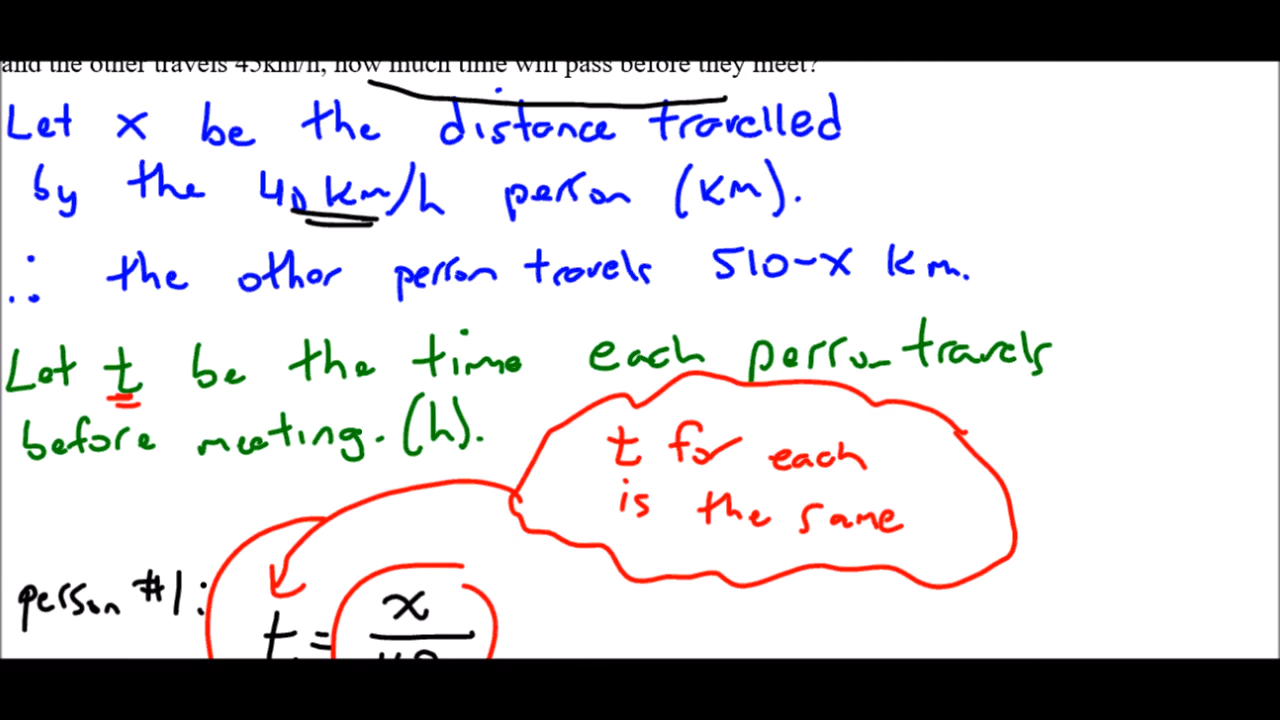 and the other travels 45km/h, how much time will pass before they meet?
Let x be the distance travelled
by the 40 km/h person (km).
∴ the other person travels 510-x km.
Let t be the time each person travels
before meeting. (h).
t for each
is the same
person #1:
t = x